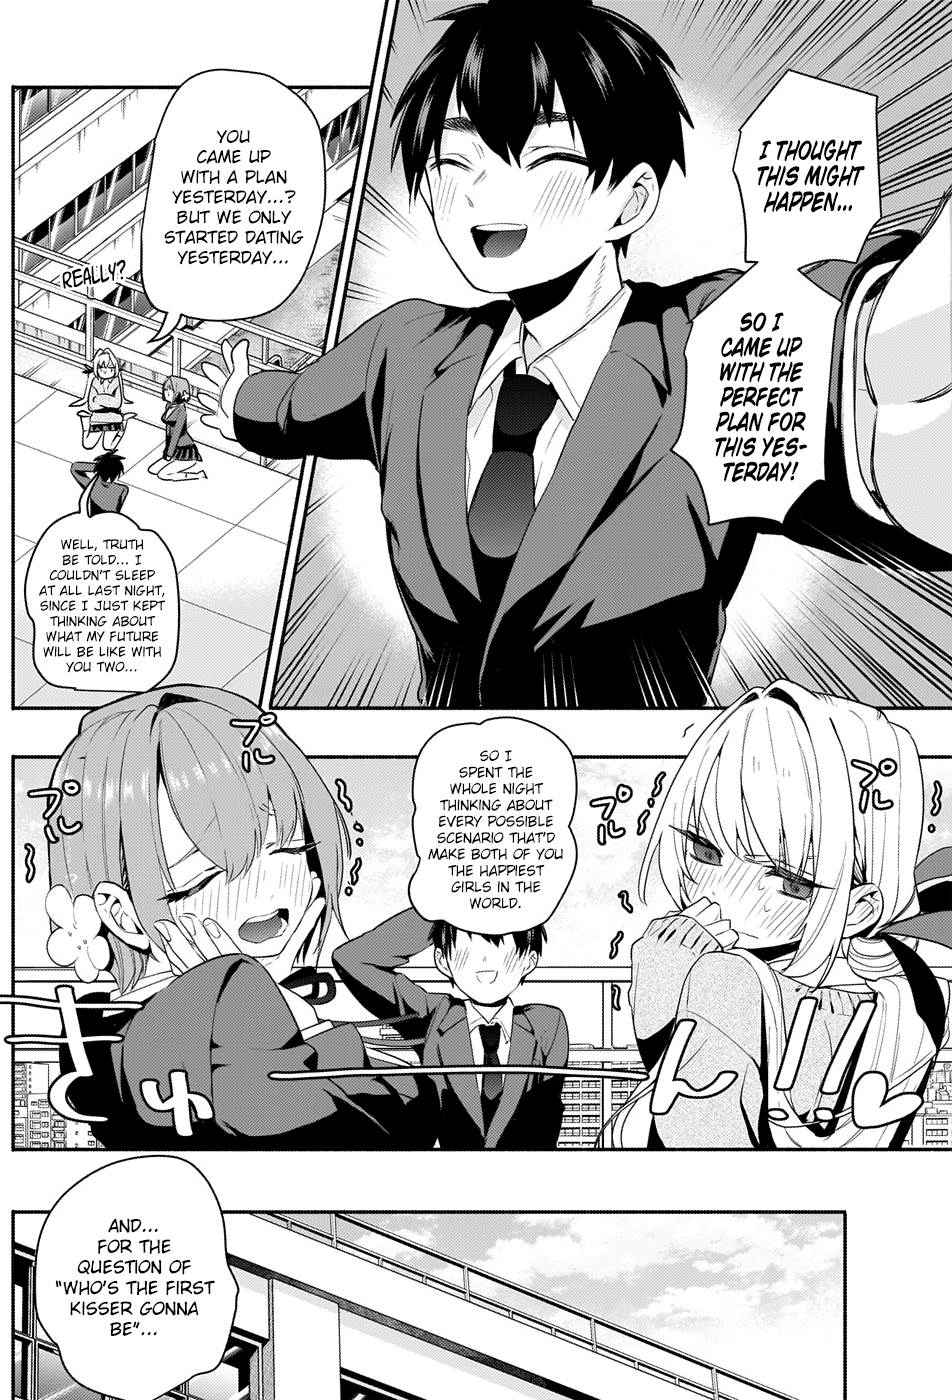 I THOUGHT
THIS MIGHT
HAPPEN...
SO I
CAME UP
WITH THE
PERFECT
PLAN FOR
THIS YES-
TERDAY!
YOU
CAME UP
WITH A PLAN
YESTERDAY...?
BUT WE ONLY
STARTED DATING
YESTERDAY...
REALLY?
WELL, TRUTH
BE TOLD... I
COULDN'T SLEEP
AT ALL LAST NIGHT,
SINCE I JUST KEPT
THINKING ABOUT
WHAT MY FUTURE
WILL BE LIKE WITH
YOU TWO...
プル
プル
SO I
SPENT THE
WHOLE NIGHT
THINKING ABOUT
EVERY POSSIBLE
SCENARIO THAT'D
MAKE BOTH OF YOU
THE HAPPIEST
GIRLS IN THE
WORLD.
プル
プル
きゅーん!!♡
AND...
FOR THE
QUESTION OF
"WHO'S THE FIRST
KISSER GONNA
BE"...